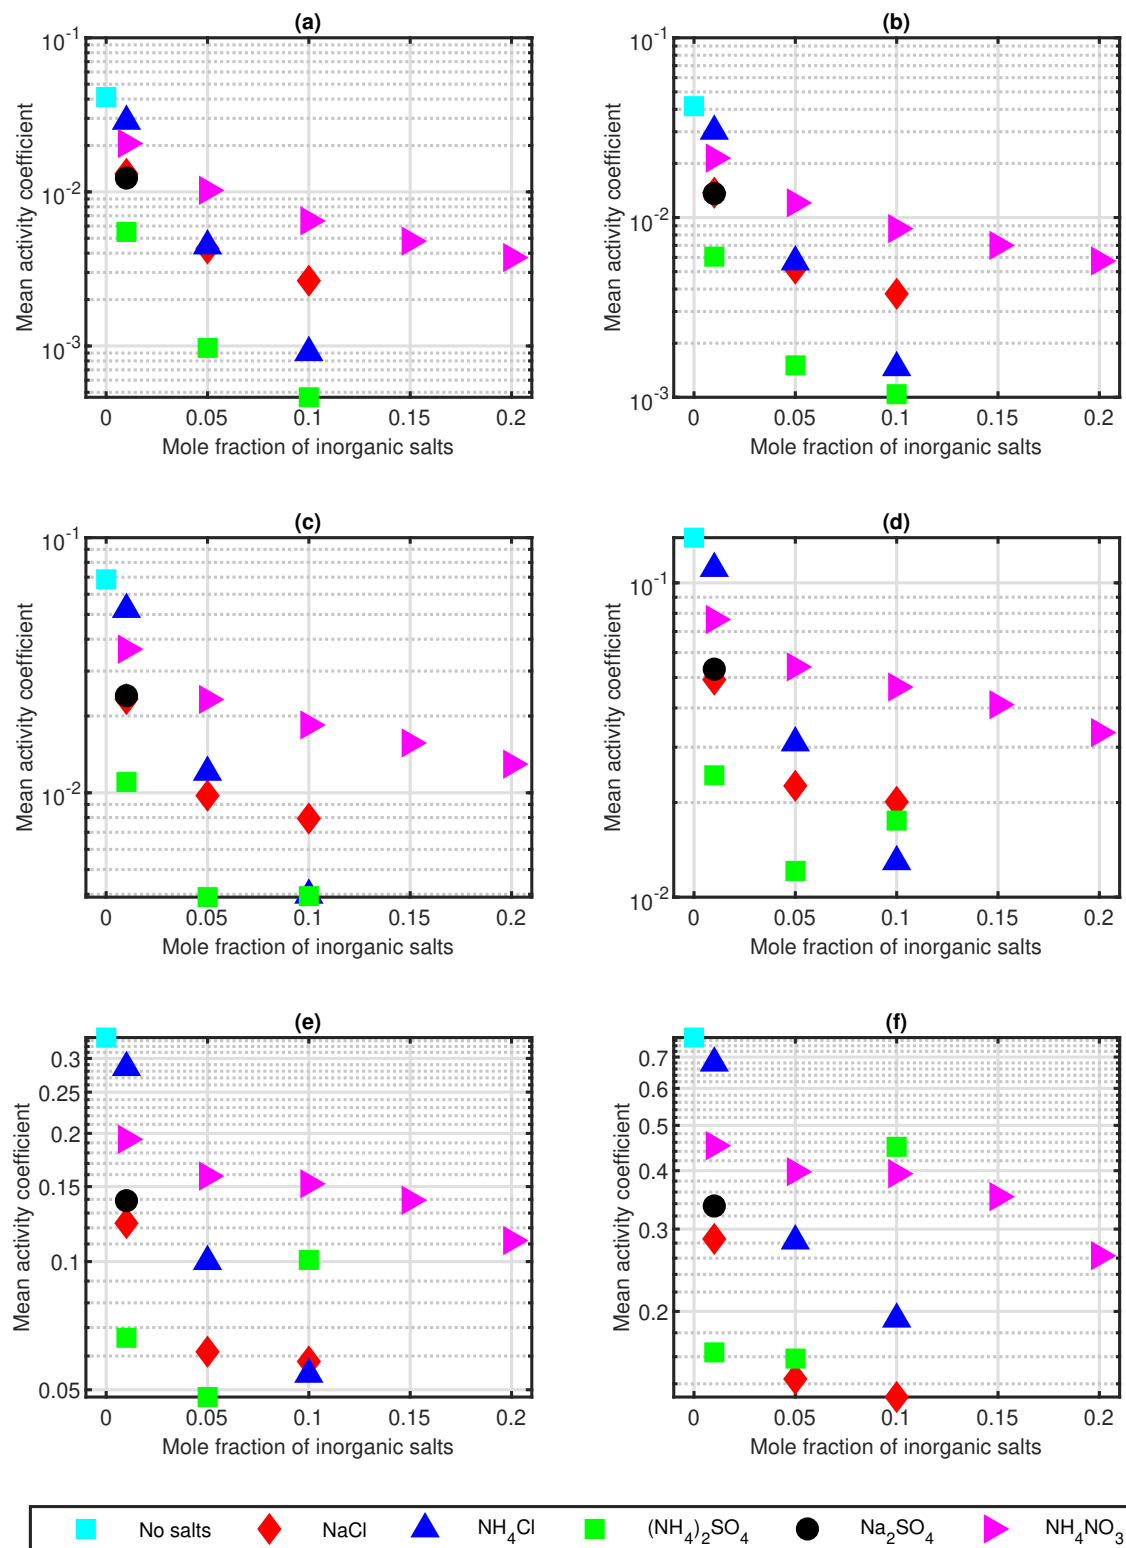 (a)
10^-1
10^-2
10^-3
Mean activity coefficient
0 0.05 0.1 0.15 0.2
Mole fraction of inorganic salts
(b)
10^-1
10^-2
10^-3
Mean activity coefficient
0 0.05 0.1 0.15 0.2
Mole fraction of inorganic salts
(c)
10^-1
10^-2
Mean activity coefficient
0 0.05 0.1 0.15 0.2
Mole fraction of inorganic salts
(d)
10^-1
10^-2
Mean activity coefficient
0 0.05 0.1 0.15 0.2
Mole fraction of inorganic salts
(e)
0.3
0.25
0.2
0.15
0.1
0.05
Mean activity coefficient
0 0.05 0.1 0.15 0.2
Mole fraction of inorganic salts
(f)
0.7
0.6
0.5
0.4
0.3
0.2
Mean activity coefficient
0 0.05 0.1 0.15 0.2
Mole fraction of inorganic salts
No salts NaCl NH₄Cl (NH₄)₂SO₄ Na₂SO₄ NH₄NO₃